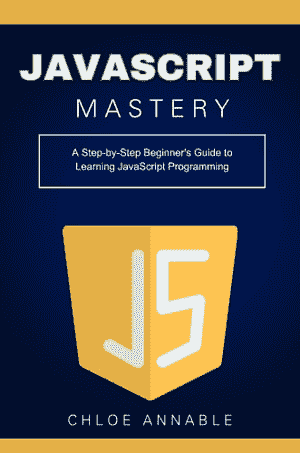 JAVASCRIPT
MASTERY
A Step-by-Step Beginner's Guide to
Learning JavaScript Programming
JS
CHLOE ANNABLE